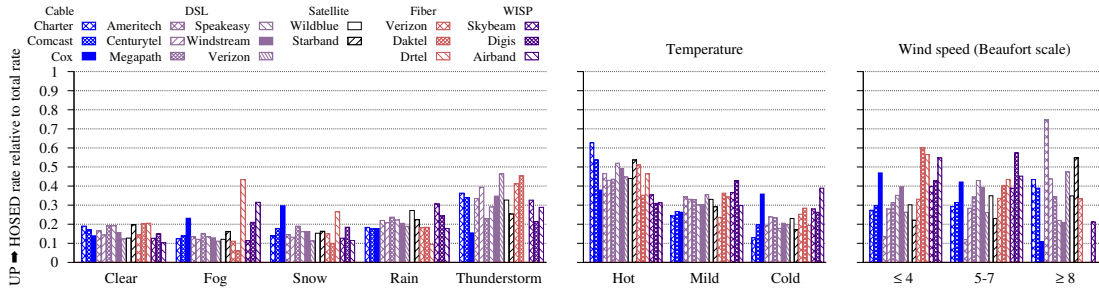 Cable DSL Satellite Fiber WISP
Charter Ameritech Speakeasy Wildblue Verizon Skybeam
Comcast Centurytel Windstream Starband Daktel Digis
Cox Megapath Verizon Drtel Airband
Temperature
Wind speed (Beaufort scale)
UP ➡ HOSED rate relative to total rate
1
0.9
0.8
0.7
0.6
0.5
0.4
0.3
0.2
0.1
0
Clear Fog Snow Rain Thunderstorm
Hot Mild Cold
≤ 4 5-7 ≥ 8